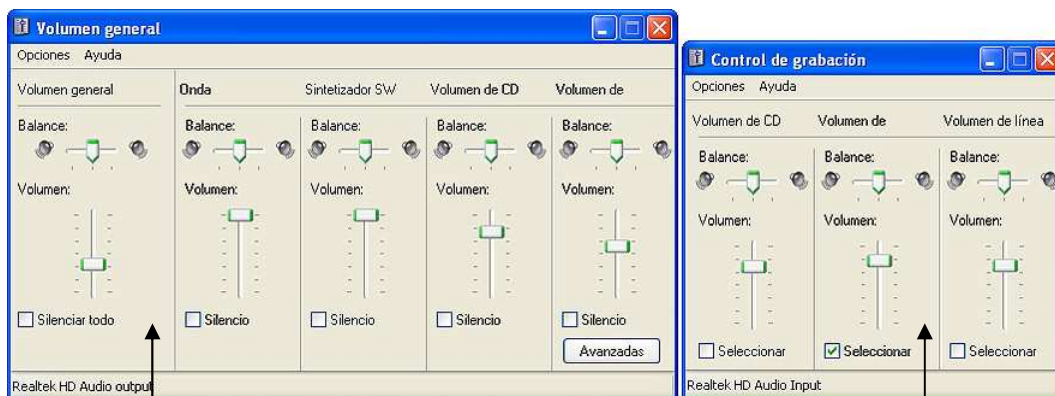 Volumen general
Opciones Ayuda
Volumen general Onda Sintetizador SW Volumen de CD Volumen de
Balance: Balance: Balance: Balance: Balance:
Volumen: Volumen: Volumen: Volumen: Volumen:
Silenciar todo Silencio Silencio Silencio Silencio
Avanzadas
Realtek HD Audio output
Control de grabación
Opciones Ayuda
Volumen de CD Volumen de Volumen de línea
Balance: Balance: Balance:
Volumen: Volumen: Volumen:
Seleccionar Seleccionar Seleccionar
Realtek HD Audio Input